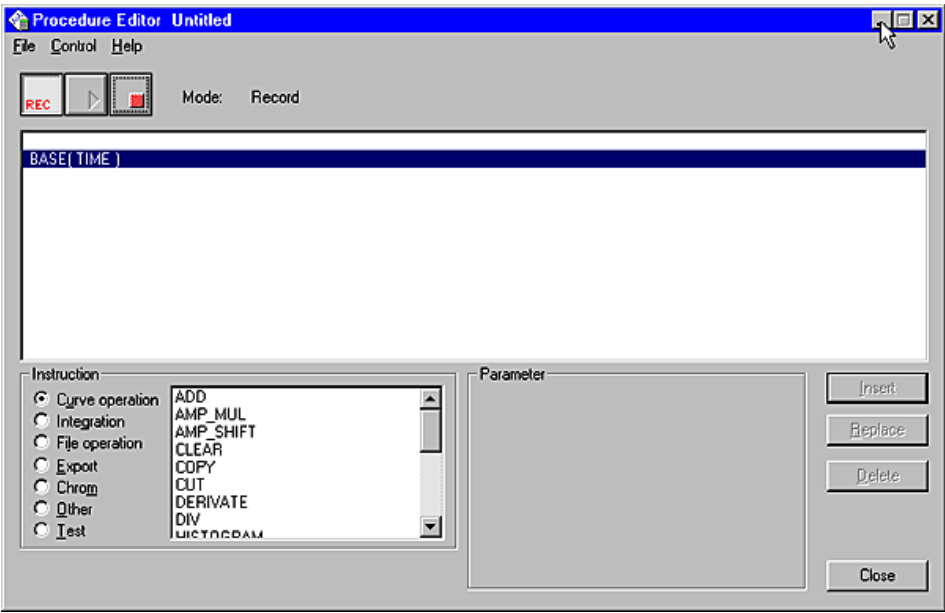 Procedure Editor Untitled
File Control Help
REC Mode: Record
BASE( TIME )
Instruction
Curve operation
Integration
File operation
Export
Chrom
Other
Test
ADD
AMP_MUL
AMP_SHIFT
CLEAR
COPY
CUT
DERIVATE
DIV
HISTOGRAM
Parameter
Insert
Replace
Delete
Close